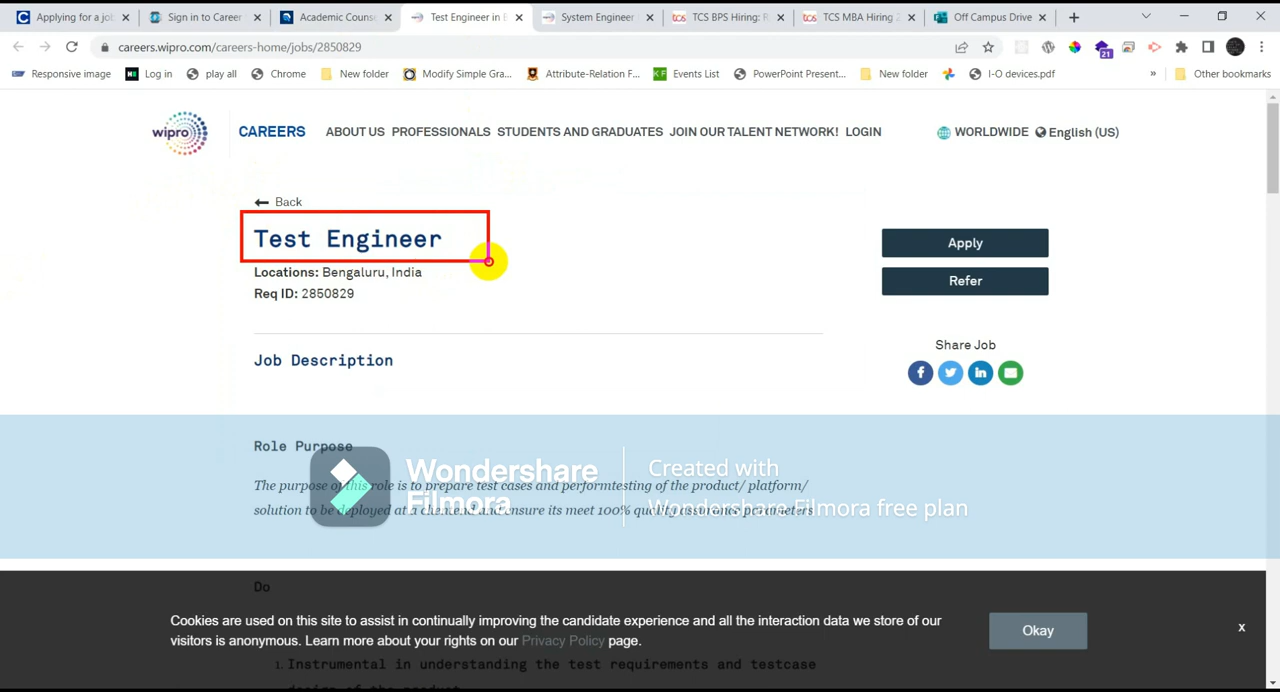 Applying for a jol
Sign in to Career
Academic Couns
Test Engineer in E
System Engineer
TCS BPS Hiring: R
TCS MBA Hiring 2
Off Campus Drive
careers.wipro.com/careers-home/jobs/2850829
21
Responsive image
Log in
play all
Chrome
New folder
Modify Simple Gra...
Attribute-Relation F...
KF
Events List
PowerPoint Present...
New folder
I-O devices.pdf
»
Other bookmarks
wipro
CAREERS
ABOUT US
PROFESSIONALS
STUDENTS AND GRADUATES
JOIN OUR TALENT NETWORK!
LOGIN
WORLDWIDE
English (US)
Back
Test Engineer
Locations: Bengaluru, India
Req ID: 2850829
Apply
Refer
Share Job
Job Description
Role Purpose
The purpose of this role is to prepare test cases and performtesting of the product/ platform/
solution to be deployed at a client end and ensure its meet 100% quality assurance parameters
Wondershare
Filmora
Created with
Wondershare Filmora free plan
Do
Cookies are used on this site to assist in continually improving the candidate experience and all the interaction data we store of our
visitors is anonymous. Learn more about your rights on our Privacy Policy page.
Okay
x
1. Instrumental in understanding the test requirements and testcase
design of the product